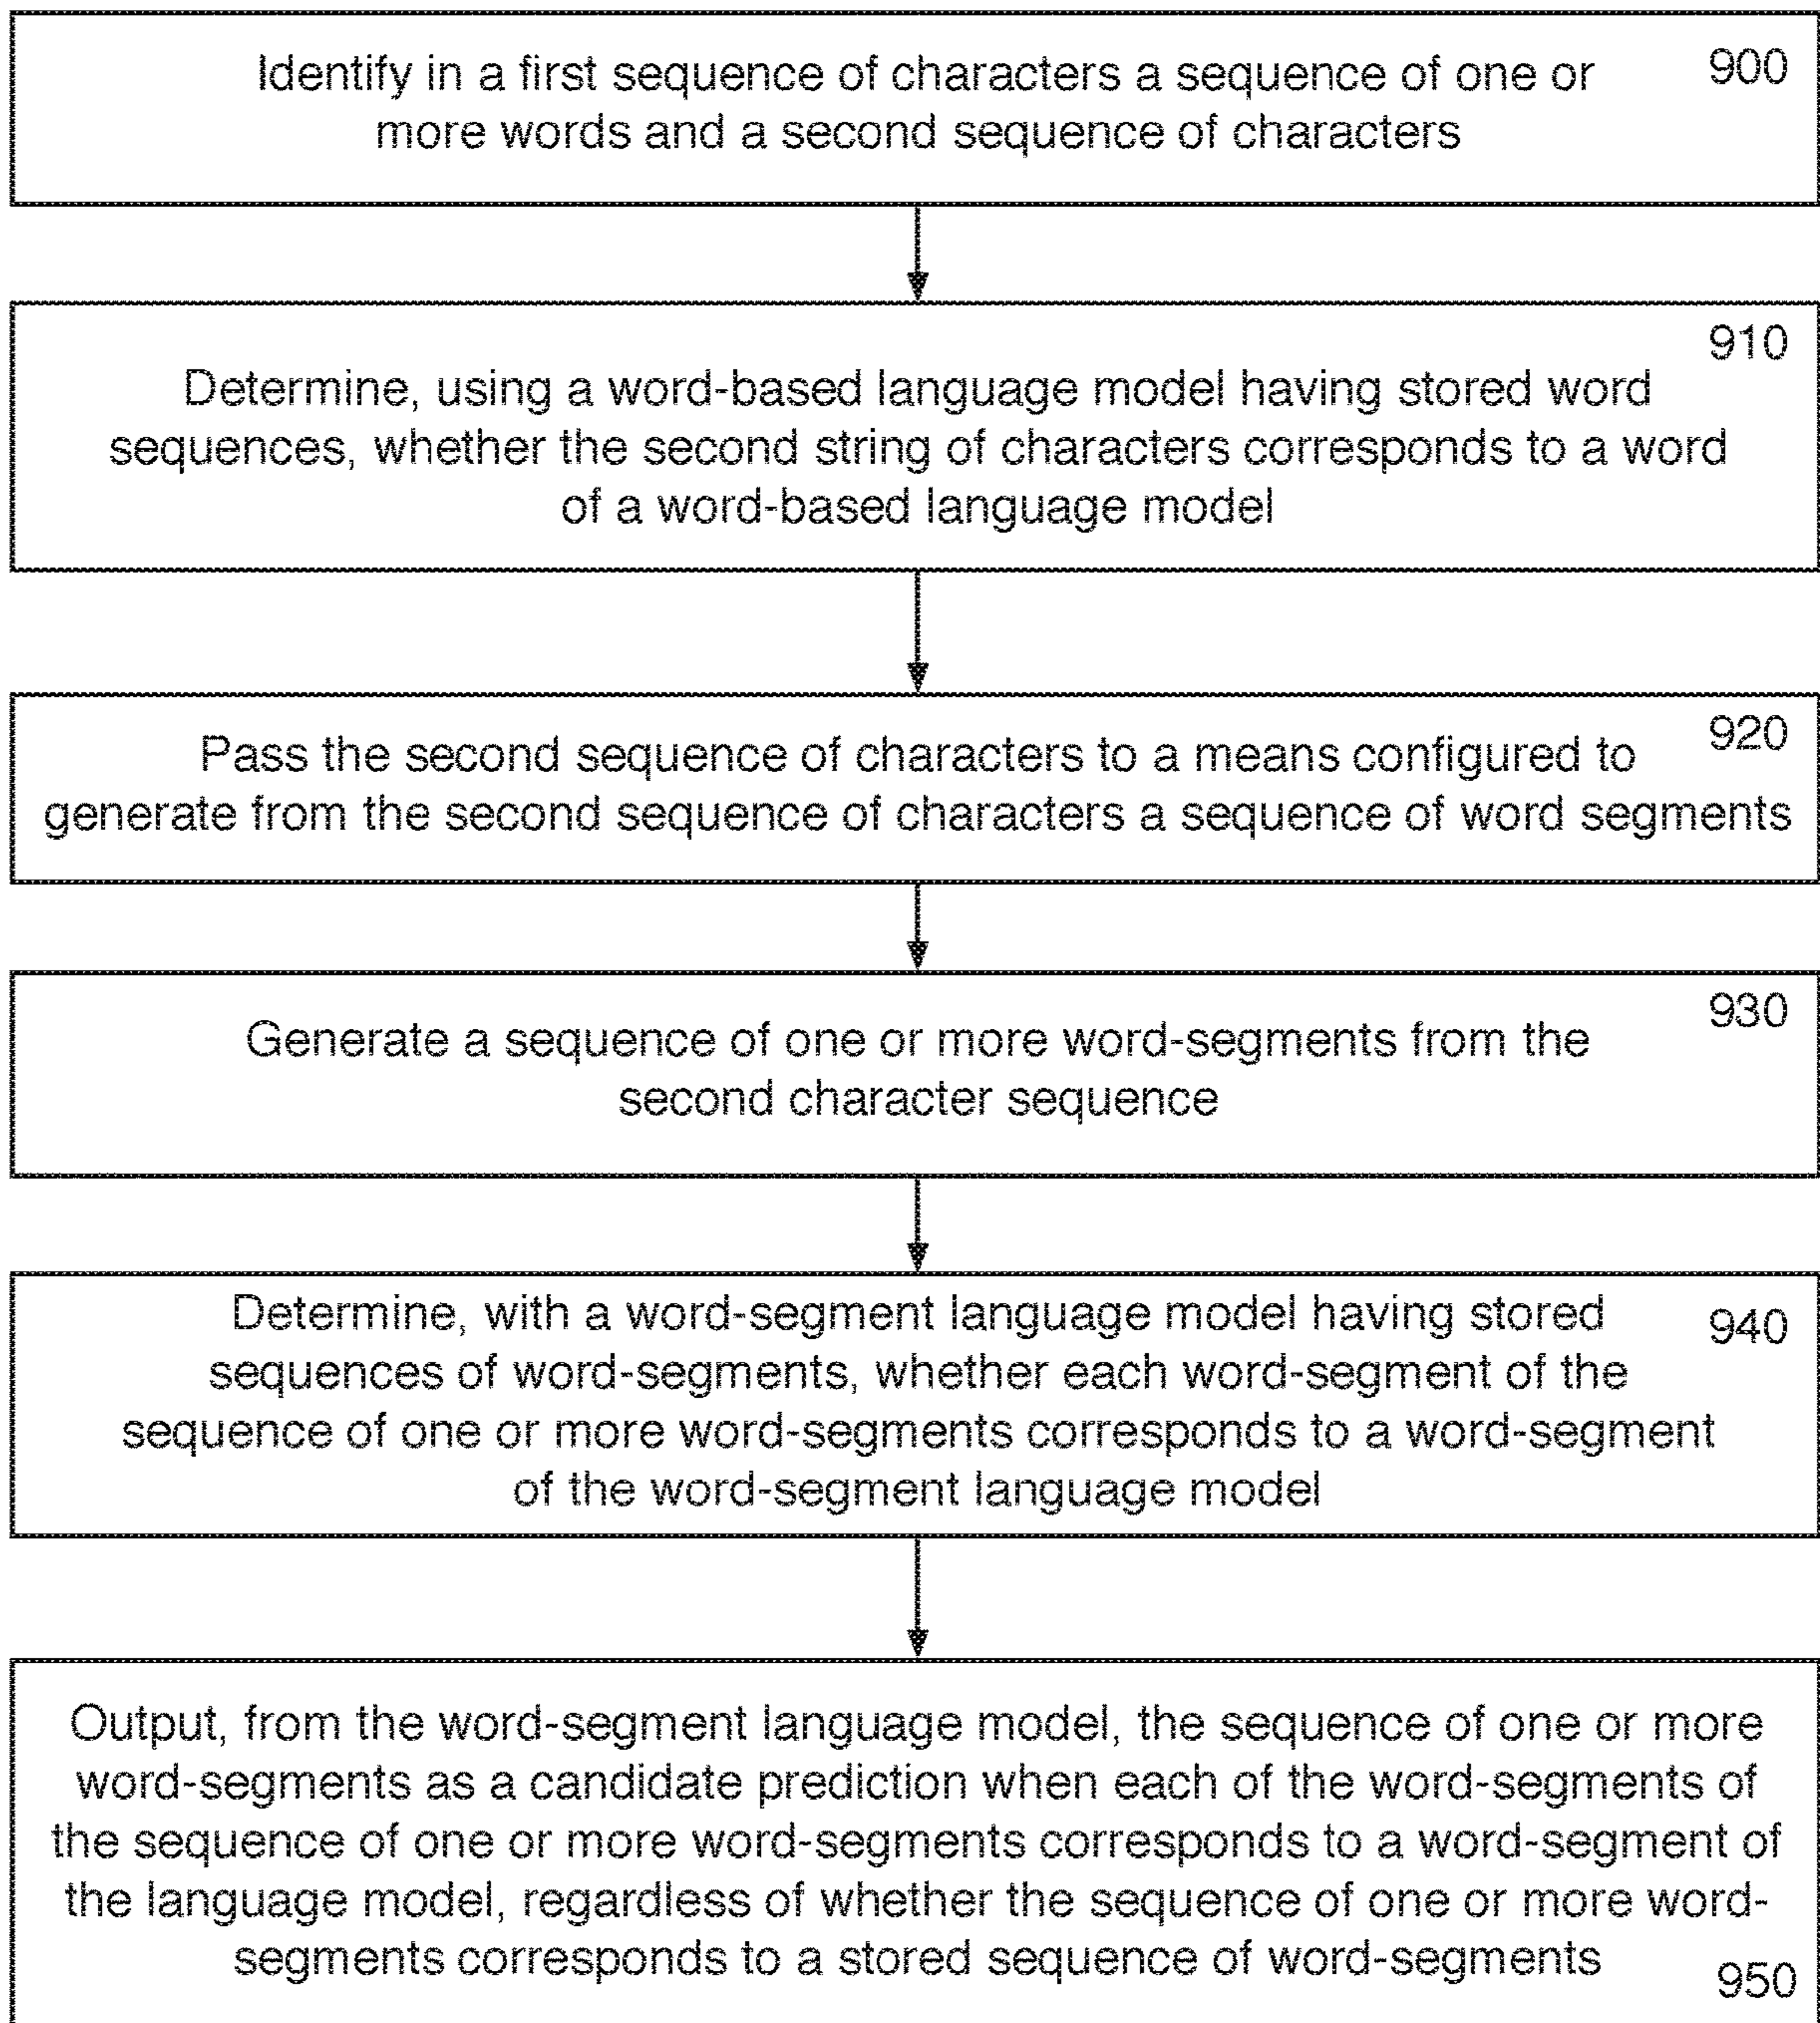 Identify in a first sequence of characters a sequence of one or 900
more words and a second sequence of characters
910
Determine, using a word-based language model having stored word
sequences, whether the second string of characters corresponds to a word
of a word-based language model
Pass the second sequence of characters to a means configured to 920
generate from the second sequence of characters a sequence of word segments
930
Generate a sequence of one or more word-segments from the
second character sequence
Determine, with a word-segment language model having stored 940
sequences of word-segments, whether each word-segment of the
sequence of one or more word-segments corresponds to a word-segment
of the word-segment language model
Output, from the word-segment language model, the sequence of one or more
word-segments as a candidate prediction when each of the word-segments of
the sequence of one or more word-segments corresponds to a word-segment of
the language model, regardless of whether the sequence of one or more word-
segments corresponds to a stored sequence of word-segments
950